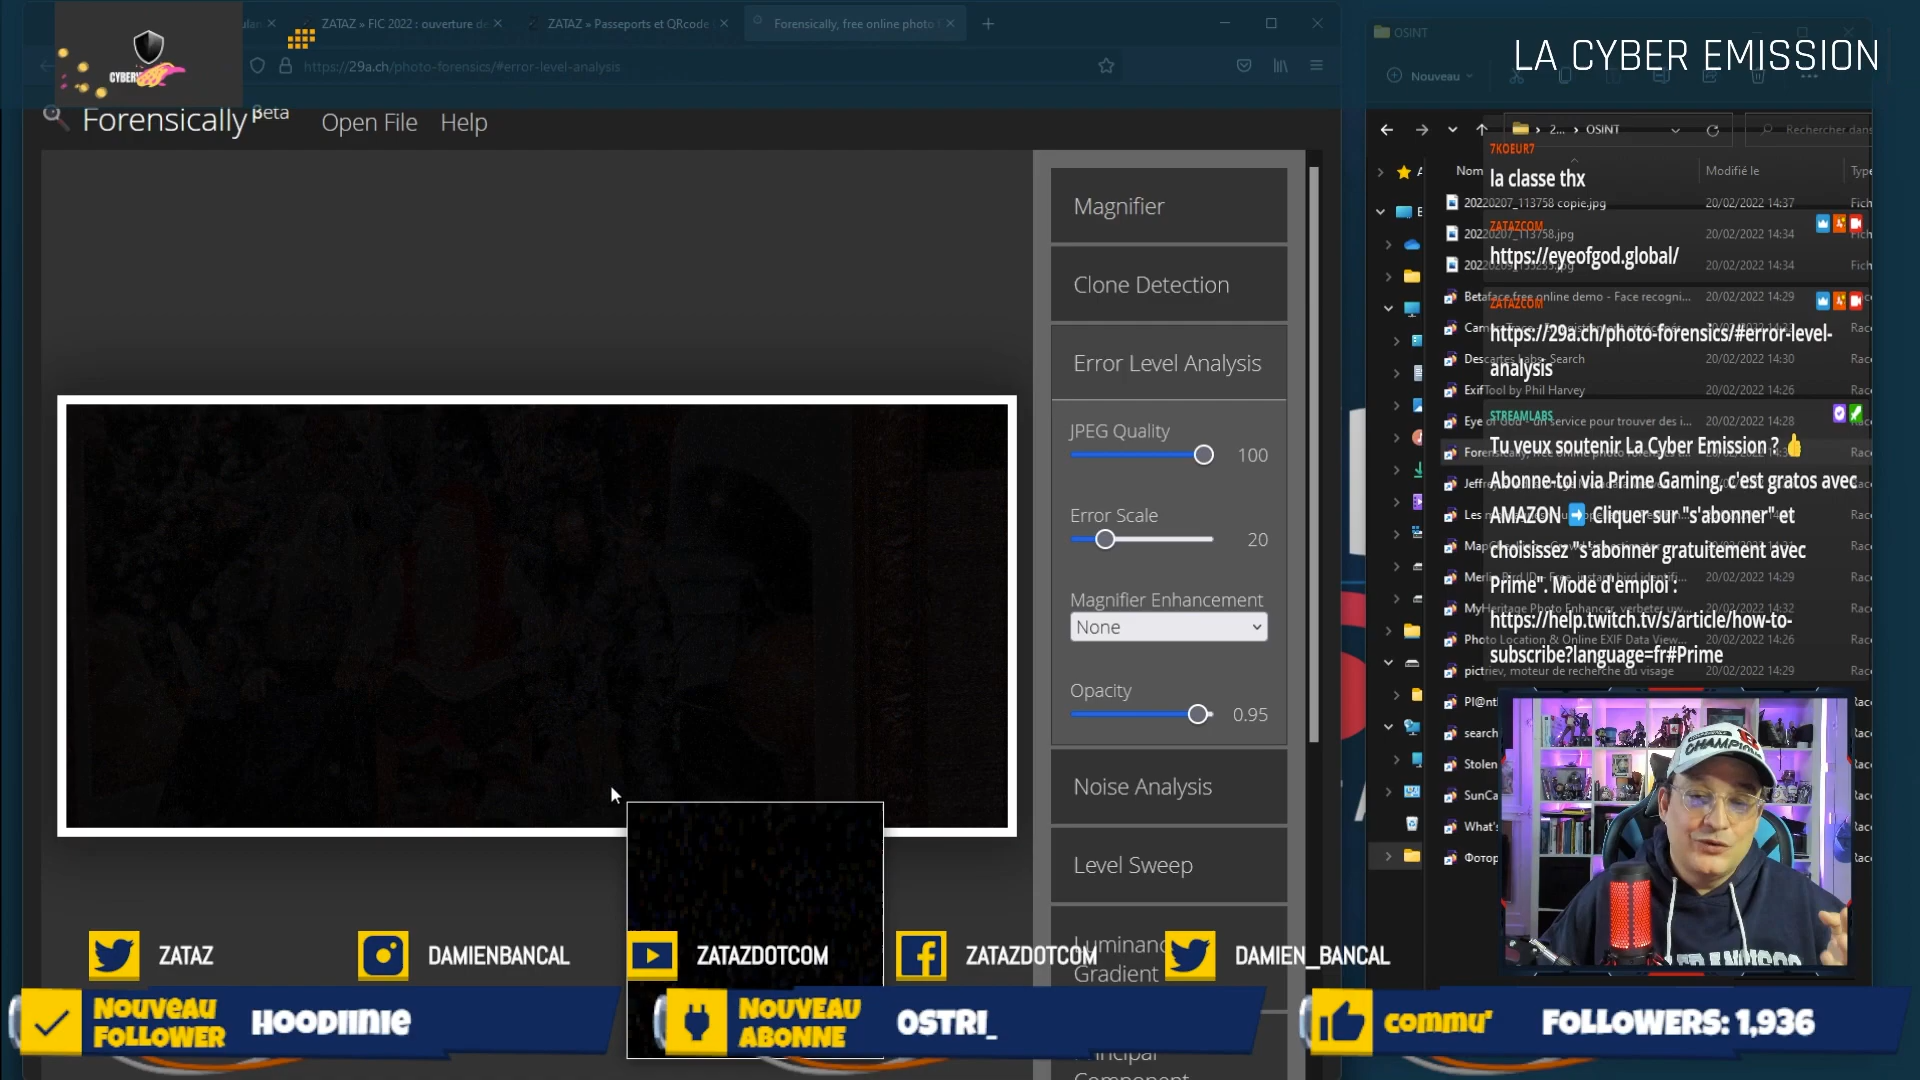 ZATAZ » FIC 2022 : ouverture de
ZATAZ » Passeports et QRcode
Forensically, free online photo
https://29a.ch/photo-forensics/#error-level-analysis
Forensically Beta
Open File
Help
Magnifier
Clone Detection
Error Level Analysis
JPEG Quality
100
Error Scale
20
Magnifier Enhancement
None
Opacity
0.95
Noise Analysis
Level Sweep
Gradient
OSINT
LA CYBER EMISSION
Nouveau
2... > OSINT
Rechercher dans
Nom
Modifié le
Type
7KOEUR7
la classe thx
20220207_113758 copie.jpg
20/02/2022 14:37
ZATAZCOM
20/02/2022 14:34
https://eyeofgod.global/
20/02/2022 14:34
20/02/2022 14:29
ZATAZCOM
https://29a.ch/photo-forensics/#error-level-
analysis
Search
20/02/2022 14:30
ExifTool by Phil Harvey
20/02/2022 14:26
STREAMLABS
20/02/2022 14:28
Tu veux soutenir La Cyber Emission ? 👍
Abonne-toi via Prime Gaming, c'est gratos avec
AMAZON ➡ Cliquer sur "s'abonner" et
choisissez "s'abonner gratuitement avec
Prime". Mode d'emploi :
https://help.twitch.tv/s/article/how-to-
subscribe?language=fr#Prime
20/02/2022 14:29
20/02/2022 14:32
20/02/2022 14:26
pictriev, moteur de recherche du visage
20/02/2022 14:29
search
Stolen
SunCa
What's
Фотор
CHAMPIONS
ZATAZ
DAMIENBANCAL
ZATAZDOTCOM
ZATAZDOTCOM
DAMIEN_BANCAL
NOUVEAU
FOLLOWER
HOODIINIE
NOUVEAU
ABONNE
OSTRI_
COMMU'
FOLLOWERS: 1,936